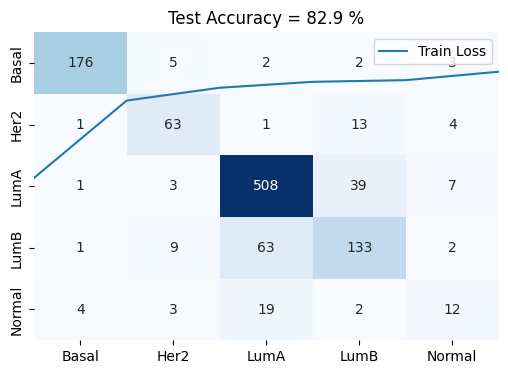 Test Accuracy = 82.9 %
Train Loss
Basal 176 5 2 2 3
Her2 1 63 1 13 4
LumA 1 3 508 39 7
LumB 1 9 63 133 2
Normal 4 3 19 2 12
Basal Her2 LumA LumB Normal